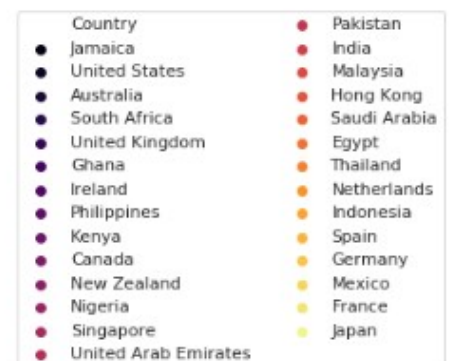 Country
Jamaica
United States
Australia
South Africa
United Kingdom
Ghana
Ireland
Philippines
Kenya
Canada
New Zealand
Nigeria
Singapore
United Arab Emirates
Pakistan
India
Malaysia
Hong Kong
Saudi Arabia
Egypt
Thailand
Netherlands
Indonesia
Spain
Germany
Mexico
France
Japan